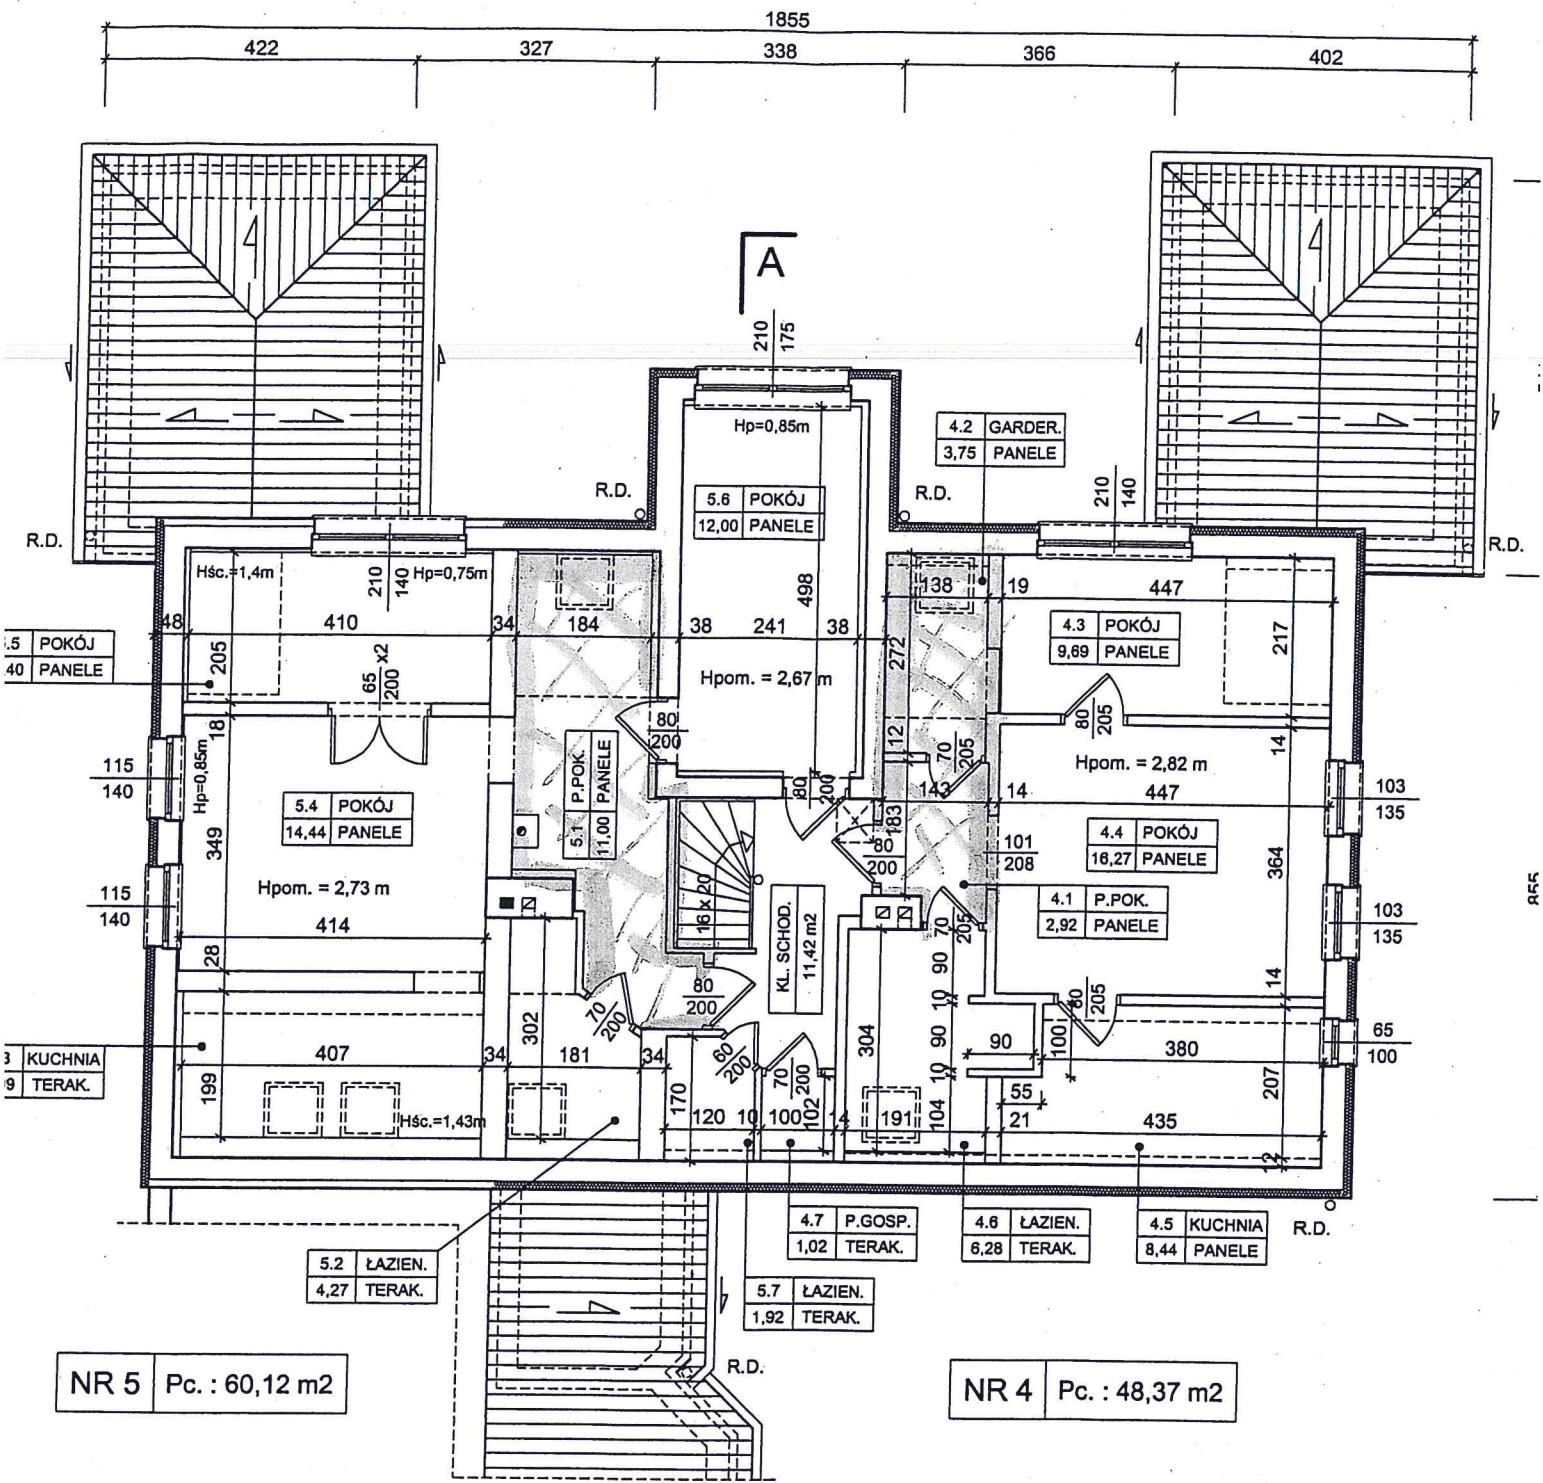 1855
422 327 338 366 402
A
210
175
Hp=0,85m
4.2 GARDER.
3,75 PANELE
R.D.
R.D.
5.6 POKÓJ
12,00 PANELE
210
140
R.D.
R.D.
Hśc.=1,4m
210
140
Hp=0,75m
498
138 19 447
48 410 34 184 38 241 38
.5 POKÓJ
,40 PANELE
205
65
200
x2
272
4.3 POKÓJ
9,69 PANELE
217
Hpom. = 2,67 m
18
80
200
12
70
205
80
205
14
115
140
Hp=0,85m
5.1 P.POK.
11,00 PANELE
80
200
143 14 447
Hpom. = 2,82 m
103
135
5.4 POKÓJ
14,44 PANELE
349
183
80
200
101
208
4.4 POKÓJ
16,27 PANELE
364
855
Hpom. = 2,73 m
115
140
16 x 20
4.1 P.POK.
2,92 PANELE
103
135
414
KL. SCHOD.
11,42 m2
70
205
28
90
14
70
200
80
200
10
80
205
302
304
90
90
100
65
100
3 KUCHNIA
9 TERAK.
407 34 181 34
60
200
70
200
380
199
170
10
207
Hśc.=1,43m
120 10 100 102 14 191 104
55
21 435
12
5.2 ŁAZIEN.
4,27 TERAK.
4.7 P.GOSP.
1,02 TERAK.
4.6 ŁAZIEN.
6,28 TERAK.
4.5 KUCHNIA
8,44 PANELE
R.D.
5.7 ŁAZIEN.
1,92 TERAK.
R.D.
NR 5 Pc. : 60,12 m2
NR 4 Pc. : 48,37 m2